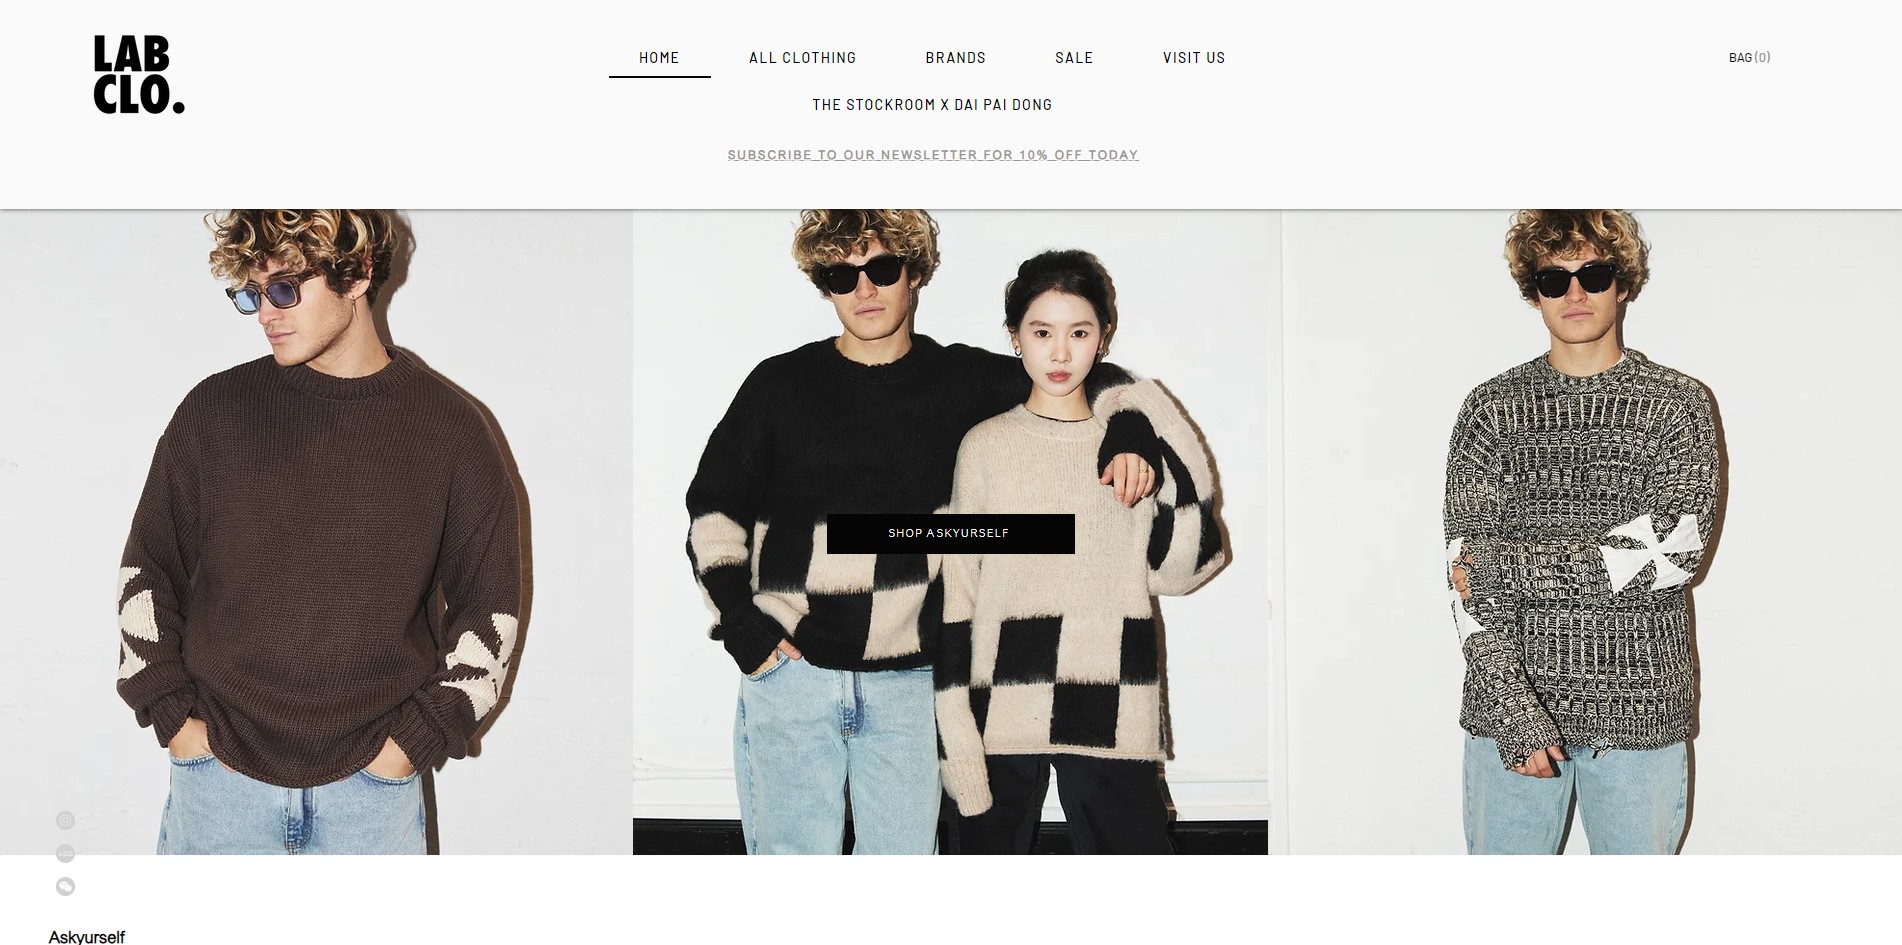 LAB
CLO.
HOME
ALL CLOTHING
BRANDS
SALE
VISIT US
BAG (0)
THE STOCKROOM X DAI PAI DONG
SUBSCRIBE TO OUR NEWSLETTER FOR 10% OFF TODAY
SHOP ASKYURSELF
Askyurself